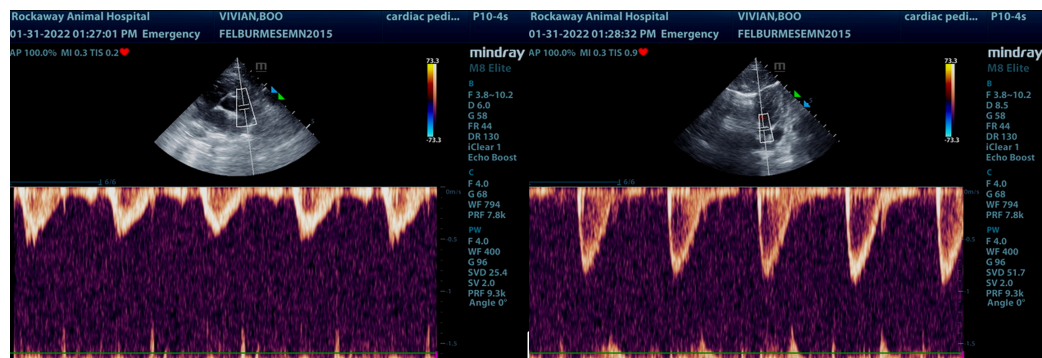 Rockaway Animal Hospital VIVIAN,BOO cardiac pedi... P10-4s
01-31-2022 01:27:01 PM Emergency FELBURMESEMN2015
AP 100.0% MI 0.3 TIS 0.2
mindray
M8 Elite
m
73.3
-73.3
B
F 3.8~10.2
D 6.0
G 58
FR 44
DR 130
iClear 1
Echo Boost
C
F 4.0
G 68
WF 794
PRF 7.8k
PW
F 4.0
WF 400
G 96
SVD 25.4
SV 2.0
PRF 9.3k
Angle 0°
6/6
0m/s
-0.5
-1
-1.5
Rockaway Animal Hospital VIVIAN,BOO cardiac pedi... P10-4s
01-31-2022 01:28:32 PM Emergency FELBURMESEMN2015
AP 100.0% MI 0.3 TIS 0.9
mindray
M8 Elite
m
73.3
-73.3
B
F 3.8~10.2
D 8.5
G 58
FR 44
DR 130
iClear 1
Echo Boost
C
F 4.0
G 68
WF 794
PRF 7.8k
PW
F 4.0
WF 400
G 96
SVD 51.7
SV 2.0
PRF 9.3k
Angle 0°
6/6
0m/s
-0.5
-1
-1.5